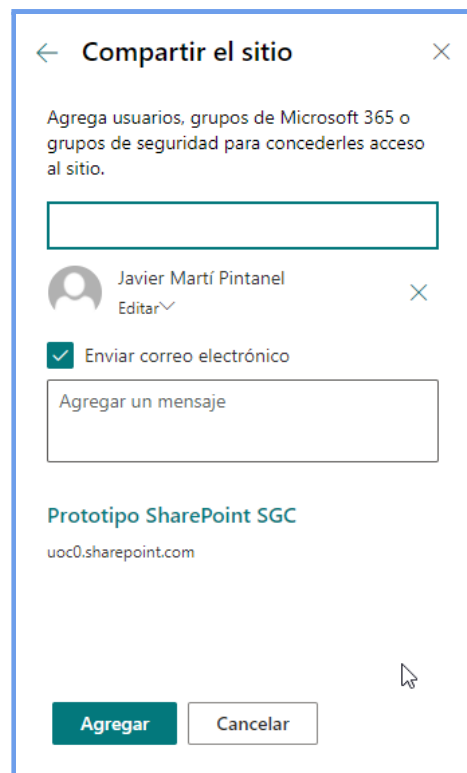 Compartir el sitio
Agrega usuarios, grupos de Microsoft 365 o
grupos de seguridad para concederles acceso
al sitio.
Javier Martí Pintanel
Editar
Enviar correo electrónico
Agregar un mensaje
Prototipo SharePoint SGC
uoc0.sharepoint.com
Agregar
Cancelar